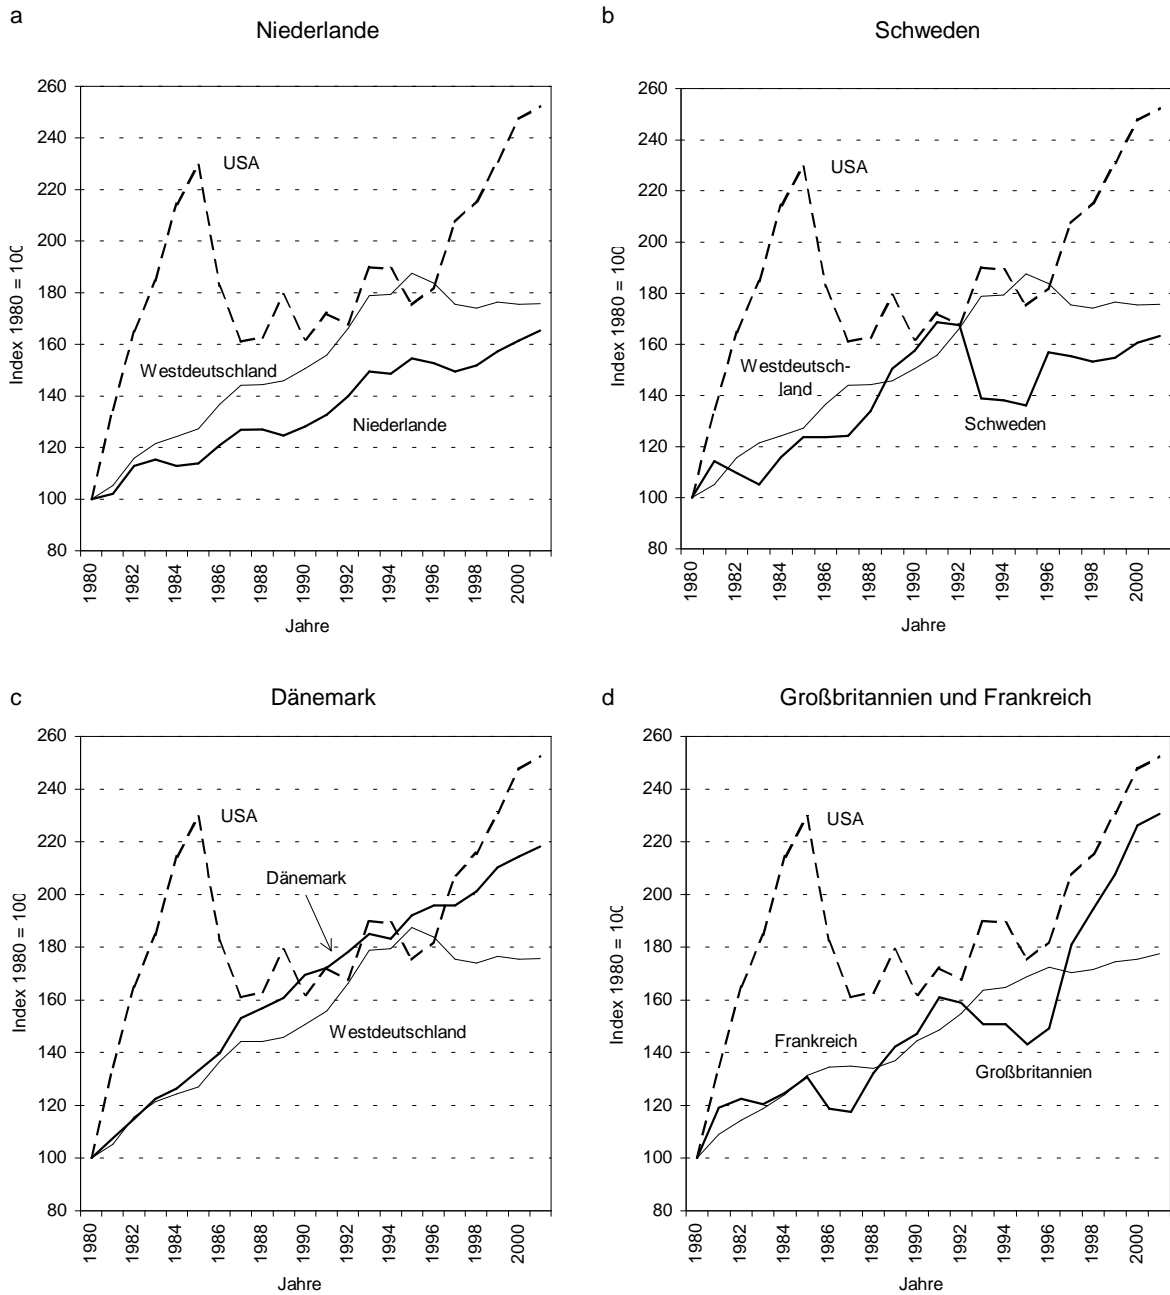 a
Niederlande
260
240
220
200
180
160
140
120
100
80
Index 1980 = 100
USA
Westdeutschland
Niederlande
1980
1982
1984
1986
1988
1990
1992
1994
1996
1998
2000
Jahre
b
Schweden
260
240
220
200
180
160
140
120
100
80
Index 1980 = 100
USA
Westdeutsch-
land
Schweden
1980
1982
1984
1986
1988
1990
1992
1994
1996
1998
2000
Jahre
c
Dänemark
260
240
220
200
180
160
140
120
100
80
Index 1980 = 100
USA
Dänemark
Westdeutschland
1980
1982
1984
1986
1988
1990
1992
1994
1996
1998
2000
Jahre
d
Großbritannien und Frankreich
260
240
220
200
180
160
140
120
100
80
Index 1980 = 100
USA
Frankreich
Großbritannien
1980
1982
1984
1986
1988
1990
1992
1994
1996
1998
2000
Jahre